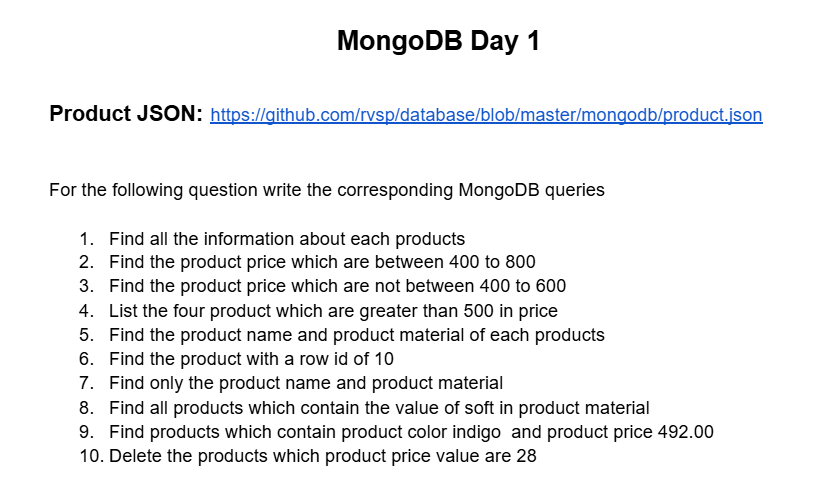 MongoDB Day 1
Product JSON: https://github.com/rvsp/database/blob/master/mongodb/product.json
For the following question write the corresponding MongoDB queries
1. Find all the information about each products
2. Find the product price which are between 400 to 800
3. Find the product price which are not between 400 to 600
4. List the four product which are greater than 500 in price
5. Find the product name and product material of each products
6. Find the product with a row id of 10
7. Find only the product name and product material
8. Find all products which contain the value of soft in product material
9. Find products which contain product color indigo  and product price 492.00
10. Delete the products which product price value are 28